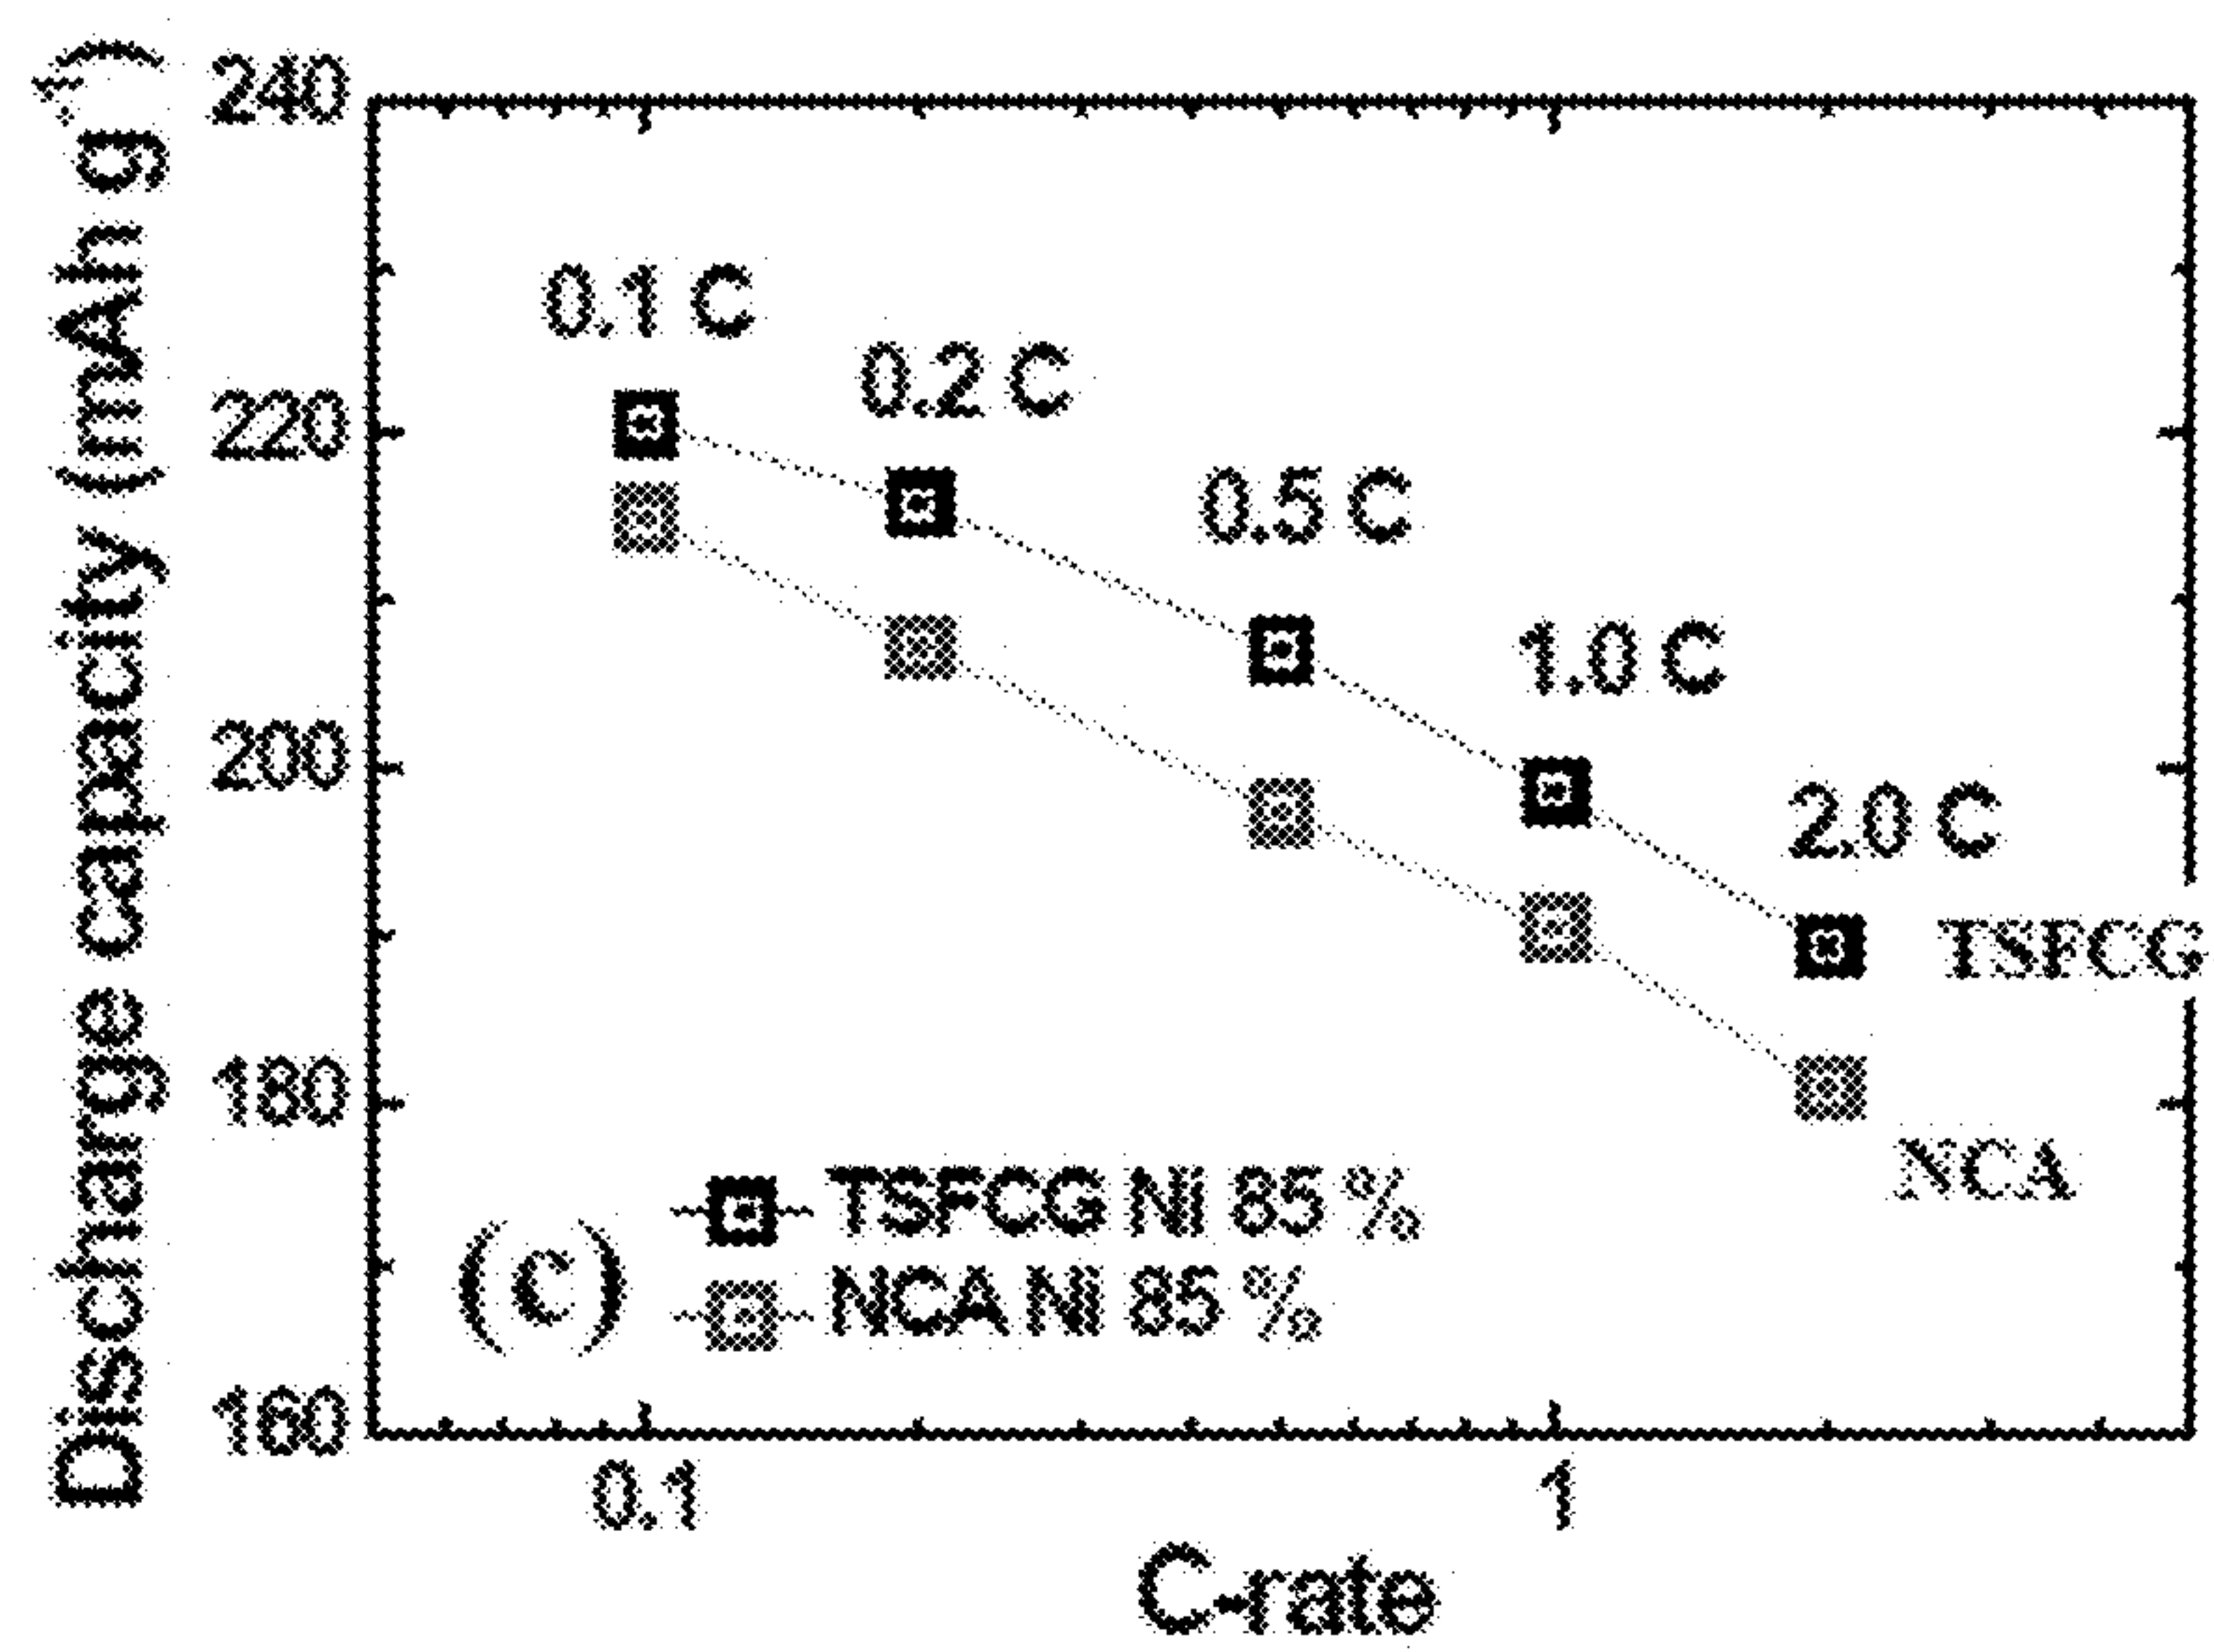 Discharge capacity (mAh g-1)
240
220
200
180
160
0.1 C
0.2 C
0.5 C
1.0 C
2.0 C
TSFCG
NCA
(c)
TSFCG Ni 85 %
NCA Ni 85 %
0.1
1
C-rate